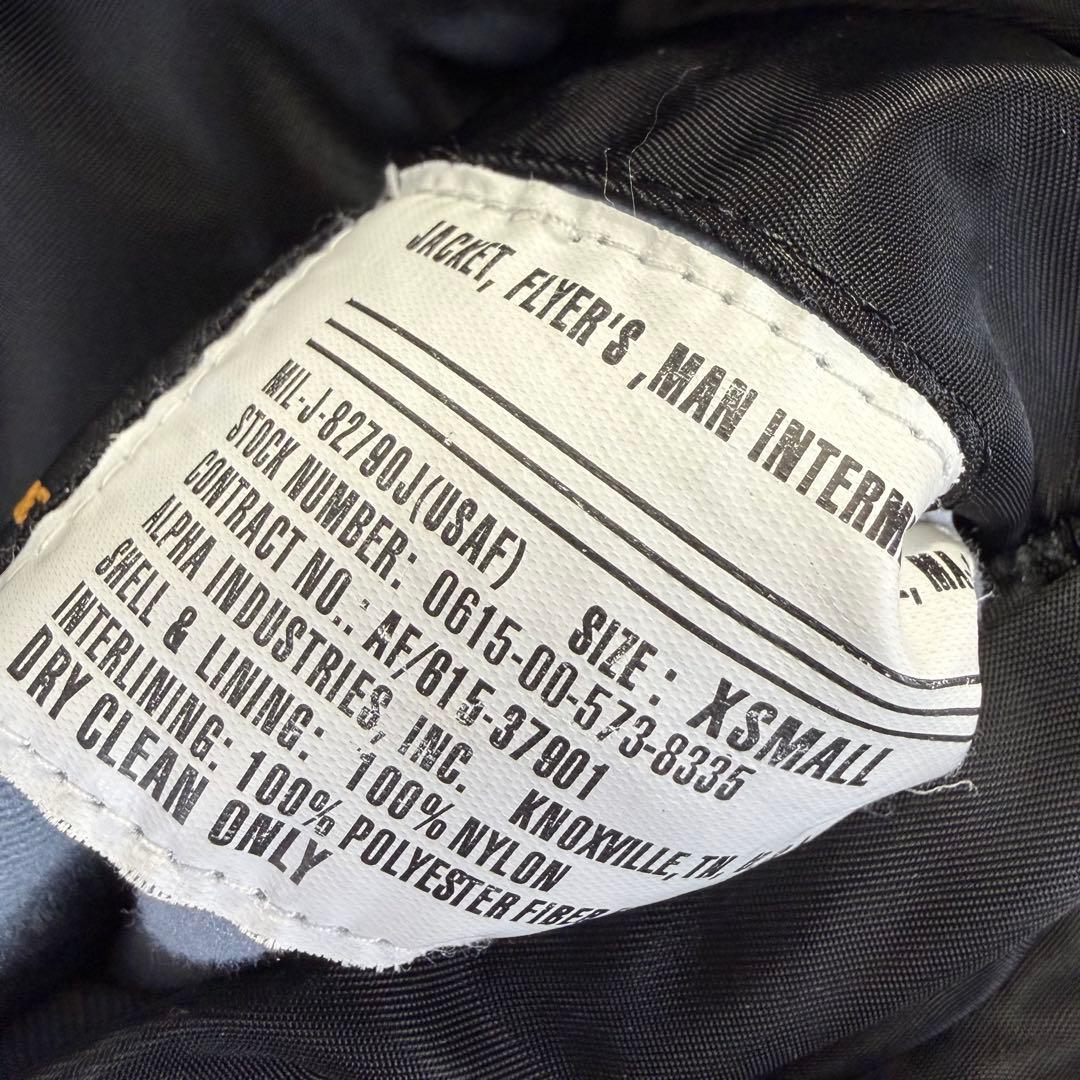 JACKET, FLYER'S ,MAN INTERM
SIZE : XSMALL
MIL-J-82790J(USAF)
STOCK NUMBER: 0615-00-573-8335
CONTRACT NO.: AF/615-37901
ALPHA INDUSTRIES, INC. KNOXVILLE, TN.
SHELL & LINING: 100% NYLON
INTERLINING: 100% POLYESTER FIBER
DRY CLEAN ONLY